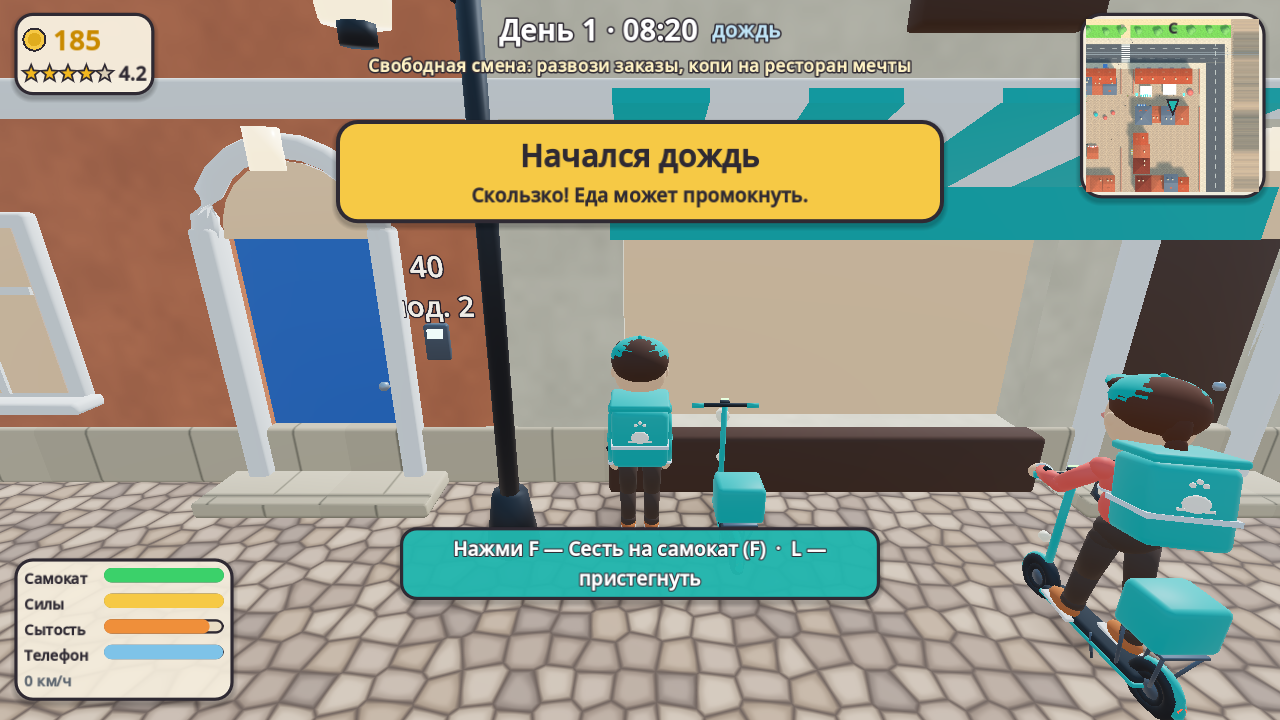 185
4.2
День 1 · 08:20 дождь
Свободная смена: развози заказы, копи на ресторан мечты
С
Начался дождь
Скользко! Еда может промокнуть.
40
под. 2
Нажми F — Сесть на самокат (F) · L —
пристегнуть
Самокат
Силы
Сытость
Телефон
0 км/ч